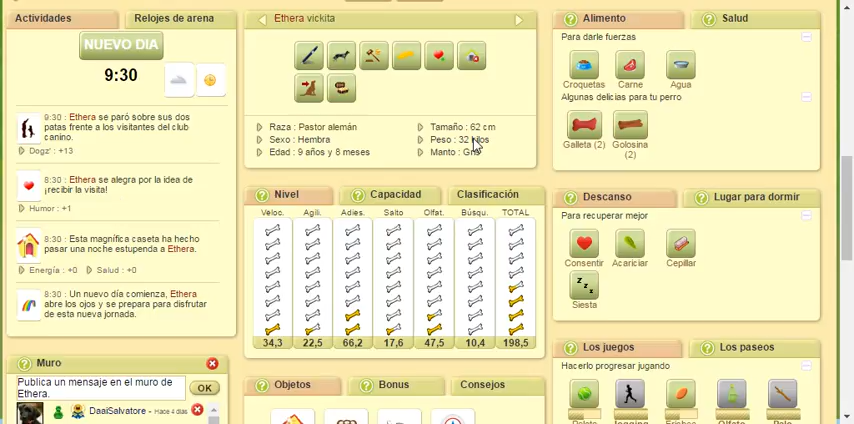 Actividades
Relojes de arena
NUEVO DIA
9:30
9:30 : Ethera se paró sobre sus dos
patas frente a los visitantes del club
canino.
Dogz' : +13
8:30 : Ethera se alegra por la idea de
¡recibir la visita!
Humor : +1
8:30 : Esta magnífica caseta ha hecho
pasar una noche estupenda a Ethera.
Energía : +0 Salud : +0
8:30 : Un nuevo día comienza, Ethera
abre los ojos y se prepara para disfrutar
de esta nueva jornada.
Muro
Publica un mensaje en el muro de
Ethera.
OK
DaaiSalvatore - Hace 4 días
Ethera vickita
Raza : Pastor alemán
Sexo : Hembra
Edad : 9 años y 8 meses
Tamaño : 62 cm
Peso : 32 kilos
Manto : Gris
Nivel
Capacidad
Clasificación
Veloc. Agili. Adies. Salto Olfat. Búsqu. TOTAL
34,3 22,5 66,2 17,6 47,5 10,4 198,5
Objetos
Bonus
Consejos
Alimento
Salud
Para darle fuerzas
Croquetas Carne Agua
Algunas delicias para tu perro
Galleta (2) Golosina
(2)
Descanso
Lugar para dormir
Para recuperar mejor
Consentir Acariciar Cepillar
Siesta
Los juegos
Los paseos
Hacerlo progresar jugando
Pelota Jogging Frisbee Olfato Palo